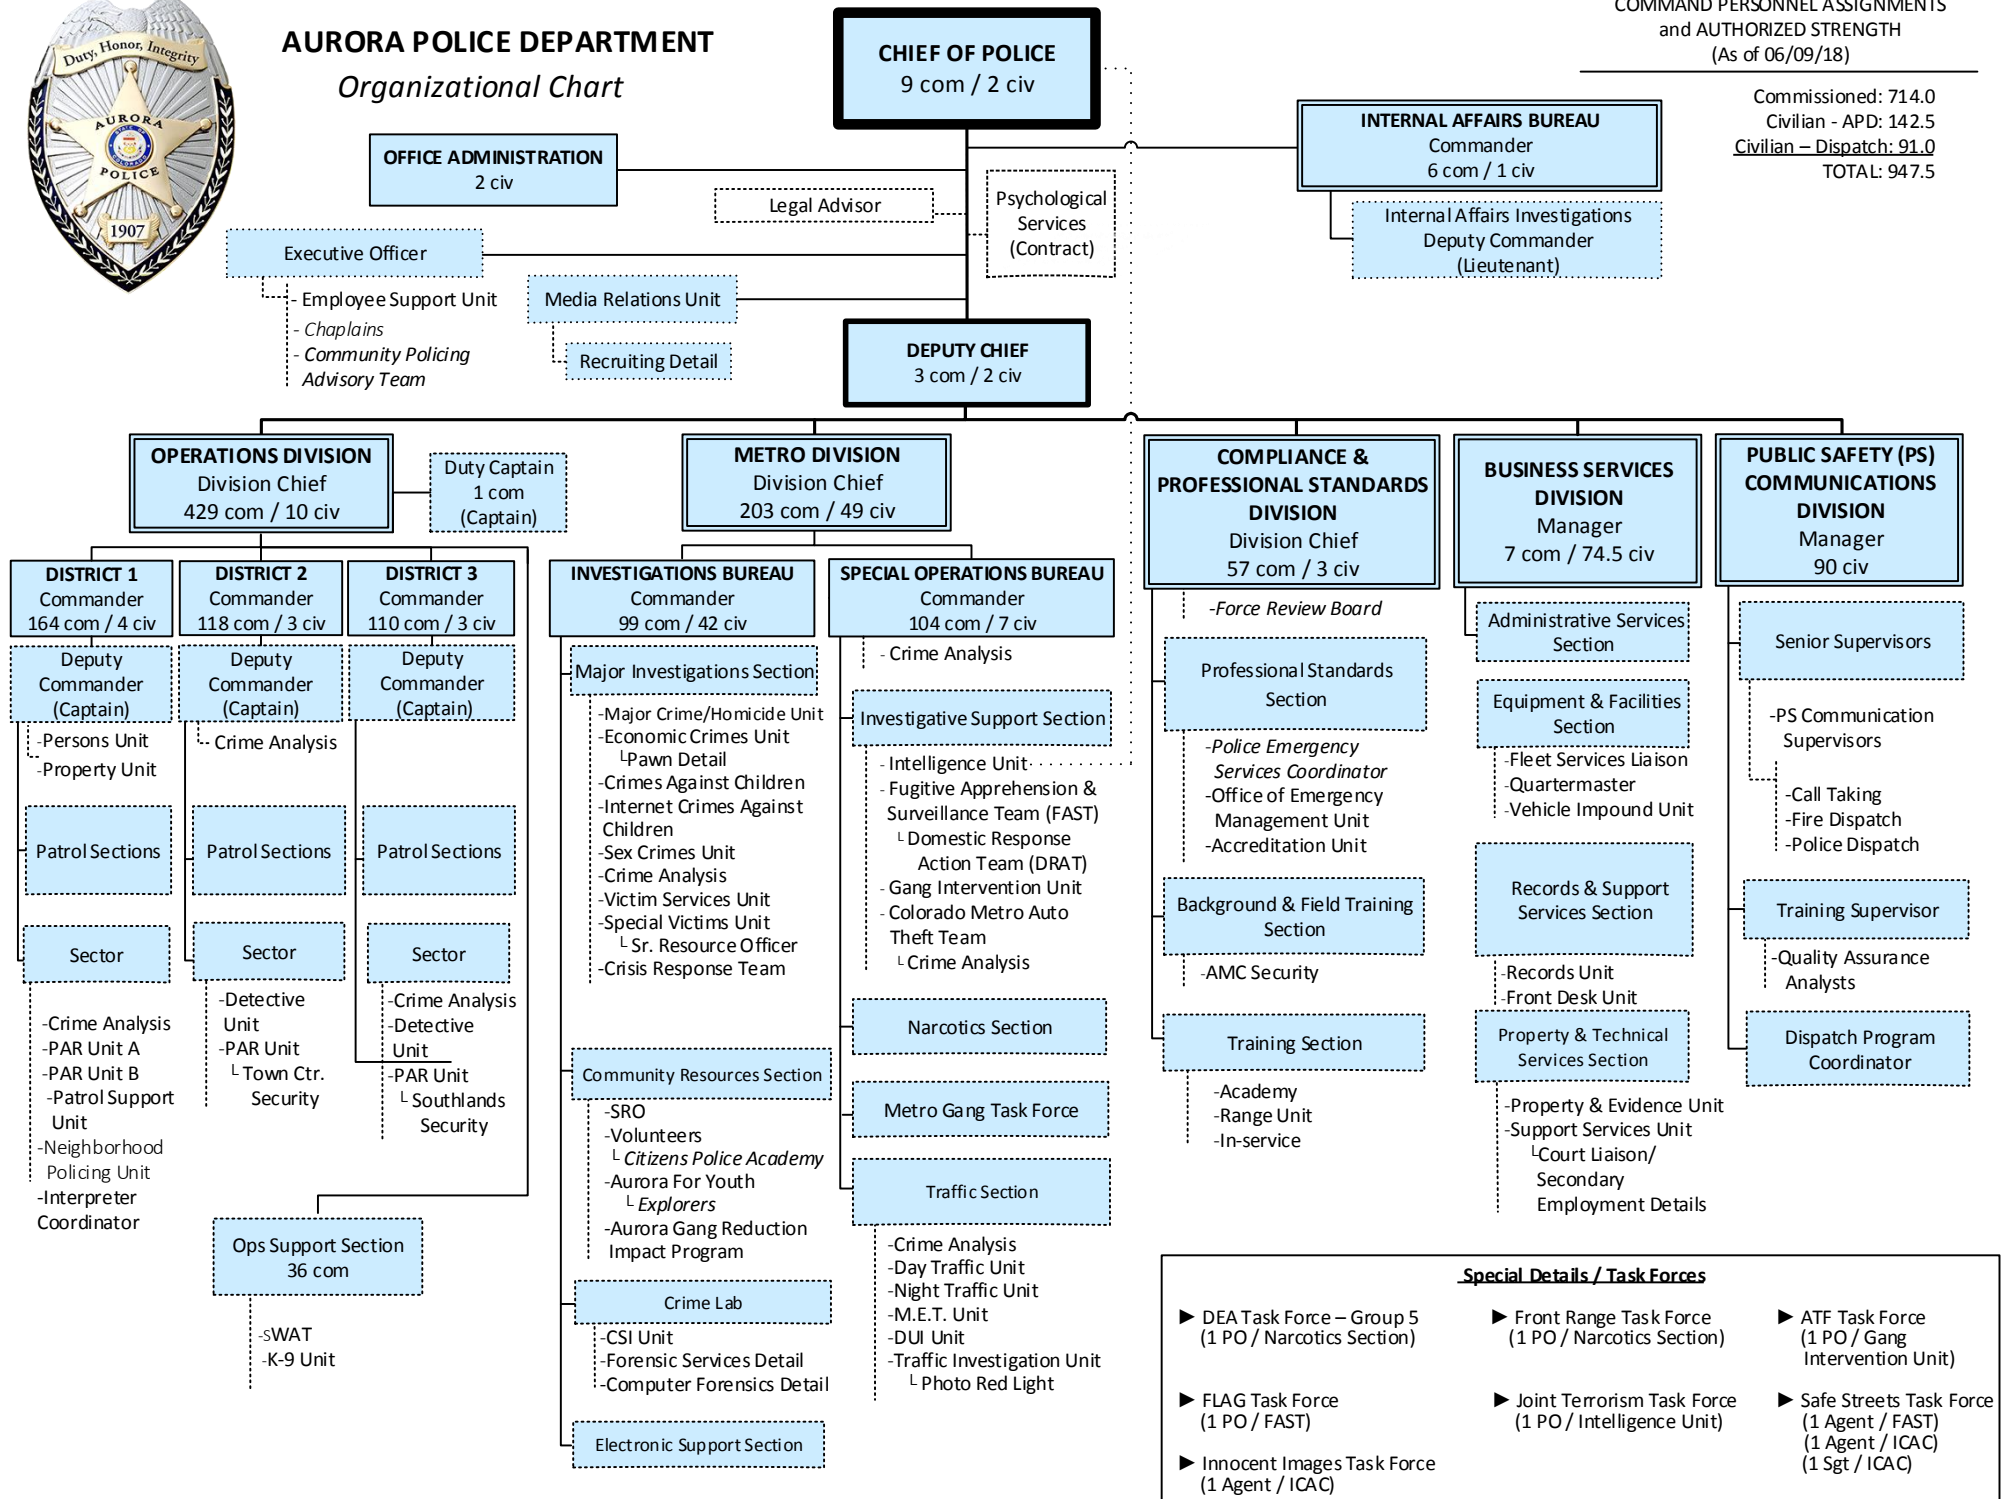 COMMAND PERSONNEL ASSIGNMENTS
and AUTHORIZED STRENGTH
(As of 06/09/18)
Commissioned: 714.0
Civilian - APD: 142.5
Civilian – Dispatch: 91.0
TOTAL: 947.5
Duty, Honor, Integrity
AURORA
STATE OF
COLORADO
POLICE
1907
AURORA POLICE DEPARTMENT
Organizational Chart
CHIEF OF POLICE
9 com / 2 civ
OFFICE ADMINISTRATION
2 civ
INTERNAL AFFAIRS BUREAU
Commander
6 com / 1 civ
Internal Affairs Investigations
Deputy Commander
(Lieutenant)
Legal Advisor
Psychological
Services
(Contract)
Executive Officer
- Employee Support Unit
- Chaplains
- Community Policing
Advisory Team
Media Relations Unit
Recruiting Detail
DEPUTY CHIEF
3 com / 2 civ
OPERATIONS DIVISION
Division Chief
429 com / 10 civ
Duty Captain
1 com
(Captain)
DISTRICT 1
Commander
164 com / 4 civ
Deputy
Commander
(Captain)
-Persons Unit
-Property Unit
Patrol Sections
Sector
-Crime Analysis
-PAR Unit A
-PAR Unit B
-Patrol Support
Unit
-Neighborhood
Policing Unit
-Interpreter
Coordinator
DISTRICT 2
Commander
118 com / 3 civ
Deputy
Commander
(Captain)
- Crime Analysis
Patrol Sections
Sector
-Detective
Unit
-PAR Unit
└ Town Ctr.
Security
DISTRICT 3
Commander
110 com / 3 civ
Deputy
Commander
(Captain)
Patrol Sections
Sector
-Crime Analysis
-Detective
Unit
-PAR Unit
└ Southlands
Security
Ops Support Section
36 com
-SWAT
-K-9 Unit
METRO DIVISION
Division Chief
203 com / 49 civ
INVESTIGATIONS BUREAU
Commander
99 com / 42 civ
Major Investigations Section
-Major Crime/Homicide Unit
-Economic Crimes Unit
└Pawn Detail
-Crimes Against Children
-Internet Crimes Against
Children
-Sex Crimes Unit
-Crime Analysis
-Victim Services Unit
-Special Victims Unit
└ Sr. Resource Officer
-Crisis Response Team
Community Resources Section
-SRO
-Volunteers
└ Citizens Police Academy
-Aurora For Youth
└ Explorers
-Aurora Gang Reduction
Impact Program
Crime Lab
-CSI Unit
-Forensic Services Detail
-Computer Forensics Detail
Electronic Support Section
SPECIAL OPERATIONS BUREAU
Commander
104 com / 7 civ
- Crime Analysis
Investigative Support Section
- Intelligence Unit
- Fugitive Apprehension &
Surveillance Team (FAST)
└ Domestic Response
Action Team (DRAT)
- Gang Intervention Unit
- Colorado Metro Auto
Theft Team
└ Crime Analysis
Narcotics Section
Metro Gang Task Force
Traffic Section
-Crime Analysis
-Day Traffic Unit
-Night Traffic Unit
-M.E.T. Unit
-DUI Unit
-Traffic Investigation Unit
└ Photo Red Light
COMPLIANCE &
PROFESSIONAL STANDARDS
DIVISION
Division Chief
57 com / 3 civ
-Force Review Board
Professional Standards
Section
-Police Emergency
Services Coordinator
-Office of Emergency
Management Unit
-Accreditation Unit
Background & Field Training
Section
-AMC Security
Training Section
-Academy
-Range Unit
-In-service
BUSINESS SERVICES
DIVISION
Manager
7 com / 74.5 civ
Administrative Services
Section
Equipment & Facilities
Section
-Fleet Services Liaison
-Quartermaster
-Vehicle Impound Unit
Records & Support
Services Section
-Records Unit
-Front Desk Unit
Property & Technical
Services Section
-Property & Evidence Unit
-Support Services Unit
└Court Liaison/
Secondary
Employment Details
PUBLIC SAFETY (PS)
COMMUNICATIONS
DIVISION
Manager
90 civ
Senior Supervisors
-PS Communication
Supervisors
-Call Taking
-Fire Dispatch
-Police Dispatch
Training Supervisor
-Quality Assurance
Analysts
Dispatch Program
Coordinator
Special Details / Task Forces
► DEA Task Force – Group 5
(1 PO / Narcotics Section)
► Front Range Task Force
(1 PO / Narcotics Section)
► ATF Task Force
(1 PO / Gang
Intervention Unit)
► FLAG Task Force
(1 PO / FAST)
► Joint Terrorism Task Force
(1 PO / Intelligence Unit)
► Safe Streets Task Force
(1 Agent / FAST)
(1 Agent / ICAC)
(1 Sgt / ICAC)
► Innocent Images Task Force
(1 Agent / ICAC)